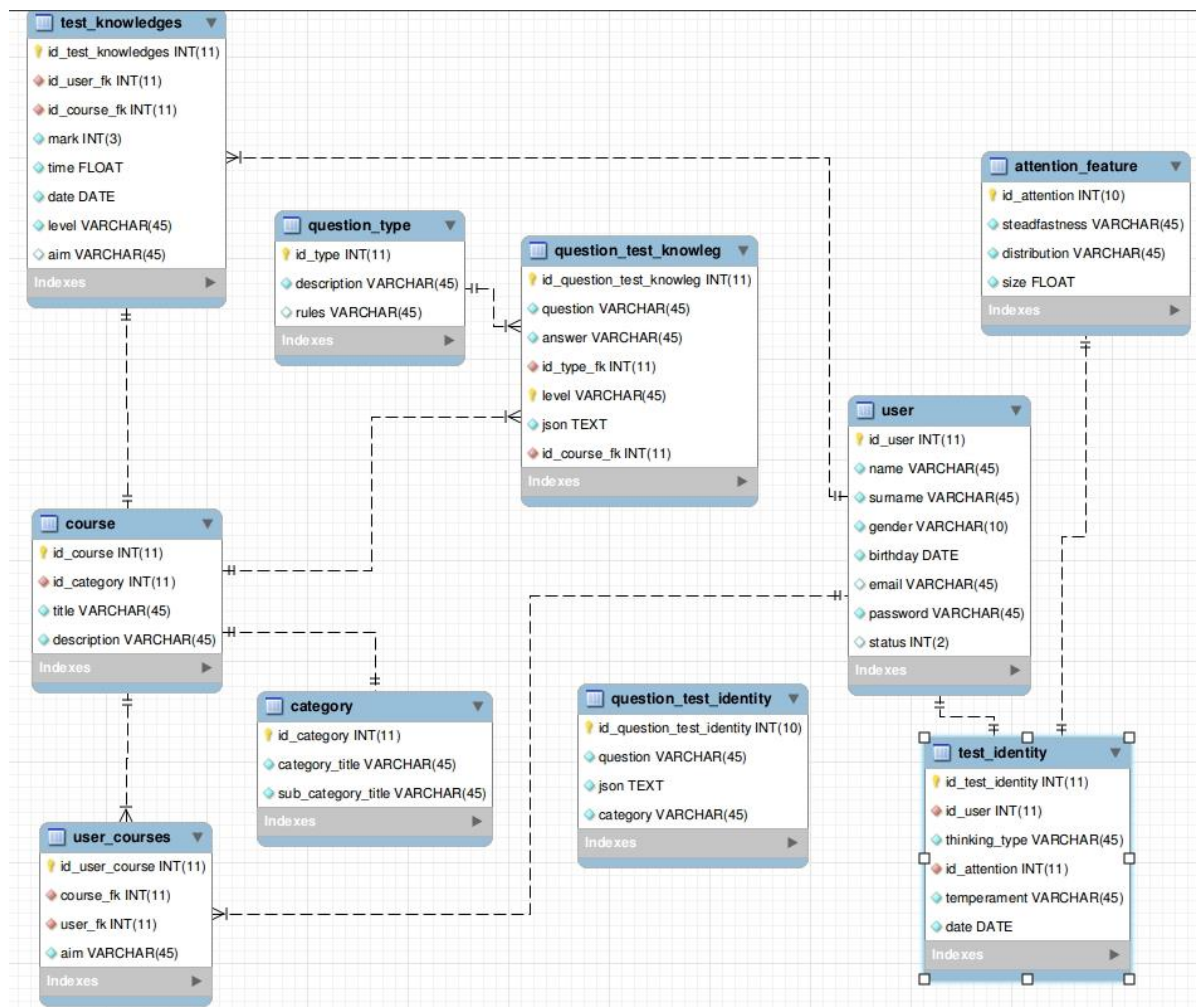 test_knowledges
id_test_knowledges INT(11)
id_user_fk INT(11)
id_course_fk INT(11)
mark INT(3)
time FLOAT
date DATE
level VARCHAR(45)
aim VARCHAR(45)
Indexes
question_type
id_type INT(11)
description VARCHAR(45)
rules VARCHAR(45)
Indexes
question_test_knowleg
id_question_test_knowleg INT(11)
question VARCHAR(45)
answer VARCHAR(45)
id_type_fk INT(11)
level VARCHAR(45)
json TEXT
id_course_fk INT(11)
Indexes
attention_feature
id_attention INT(10)
steadfastness VARCHAR(45)
distribution VARCHAR(45)
size FLOAT
Indexes
user
id_user INT(11)
name VARCHAR(45)
surname VARCHAR(45)
gender VARCHAR(10)
birthday DATE
email VARCHAR(45)
password VARCHAR(45)
status INT(2)
Indexes
course
id_course INT(11)
id_category INT(11)
title VARCHAR(45)
description VARCHAR(45)
Indexes
category
id_category INT(11)
category_title VARCHAR(45)
sub_category_title VARCHAR(45)
Indexes
question_test_identity
id_question_test_identity INT(10)
question VARCHAR(45)
json TEXT
category VARCHAR(45)
Indexes
test_identity
id_test_identity INT(11)
id_user INT(11)
thinking_type VARCHAR(45)
id_attention INT(11)
temperament VARCHAR(45)
date DATE
Indexes
user_courses
id_user_course INT(11)
course_fk INT(11)
user_fk INT(11)
aim VARCHAR(45)
Indexes